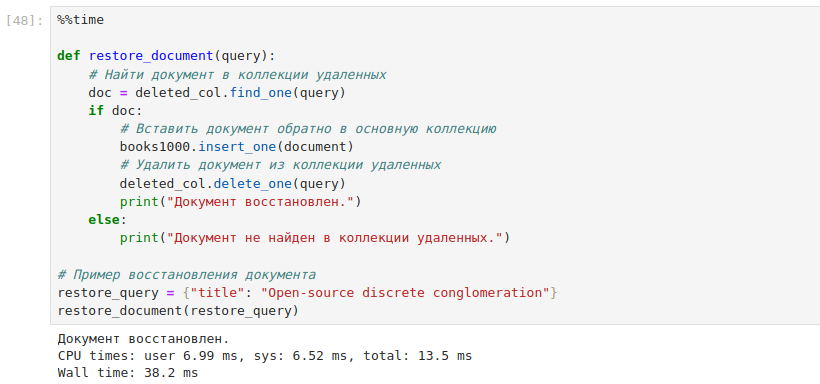 [48]: %%time
def restore_document(query):
    # Найти документ в коллекции удаленных
    doc = deleted_col.find_one(query)
    if doc:
        # Вставить документ обратно в основную коллекцию
        books1000.insert_one(document)
        # Удалить документ из коллекции удаленных
        deleted_col.delete_one(query)
        print("Документ восстановлен.")
    else:
        print("Документ не найден в коллекции удаленных.")
# Пример восстановления документа
restore_query = {"title": "Open-source discrete conglomeration"}
restore_document(restore_query)
Документ восстановлен.
CPU times: user 6.99 ms, sys: 6.52 ms, total: 13.5 ms
Wall time: 38.2 ms